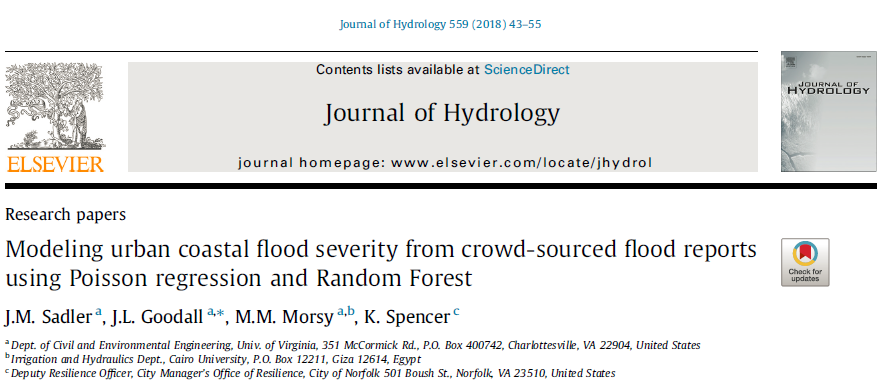 Journal of Hydrology 559 (2018) 43–55
Contents lists available at ScienceDirect
Journal of Hydrology
journal homepage: www.elsevier.com/locate/jhydrol
ELSEVIER
JOURNAL OF
HYDROLOGY
Research papers
Modeling urban coastal flood severity from crowd-sourced flood reports
using Poisson regression and Random Forest
Check for
updates
J.M. Sadler a, J.L. Goodall a,*, M.M. Morsy a,b, K. Spencer c
a Dept. of Civil and Environmental Engineering, Univ. of Virginia, 351 McCormick Rd., P.O. Box 400742, Charlottesville, VA 22904, United States
b Irrigation and Hydraulics Dept., Cairo University, P.O. Box 12211, Giza 12614, Egypt
c Deputy Resilience Officer, City Manager's Office of Resilience, City of Norfolk 501 Boush St., Norfolk, VA 23510, United States